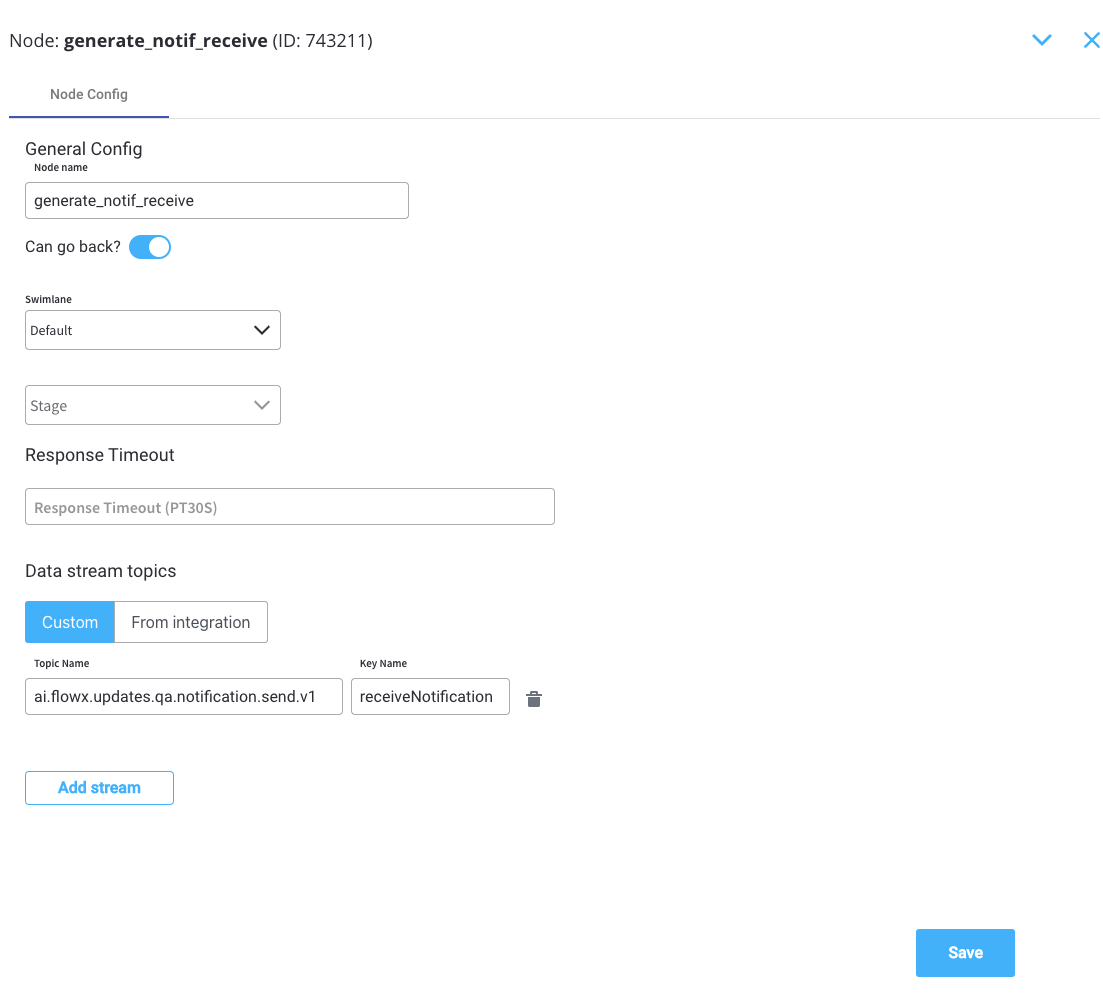 Node: generate_notif_receive (ID: 743211)
Node Config
General Config
Node name
generate_notif_receive
Can go back?
Swimlane
Default
Stage
Response Timeout
Response Timeout (PT30S)
Data stream topics
Custom From integration
Topic Name Key Name
ai.flowx.updates.qa.notification.send.v1 receiveNotification
Add stream
Save